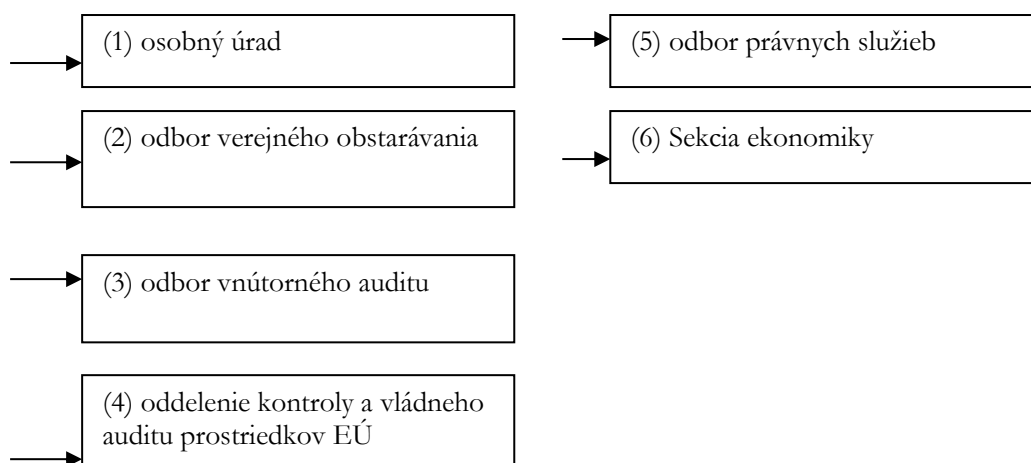 (1) osobný úrad
(2) odbor verejného obstarávania
(3) odbor vnútorného auditu
(4) oddelenie kontroly a vládneho
auditu prostriedkov EÚ
(5) odbor právnych služieb
(6) Sekcia ekonomiky